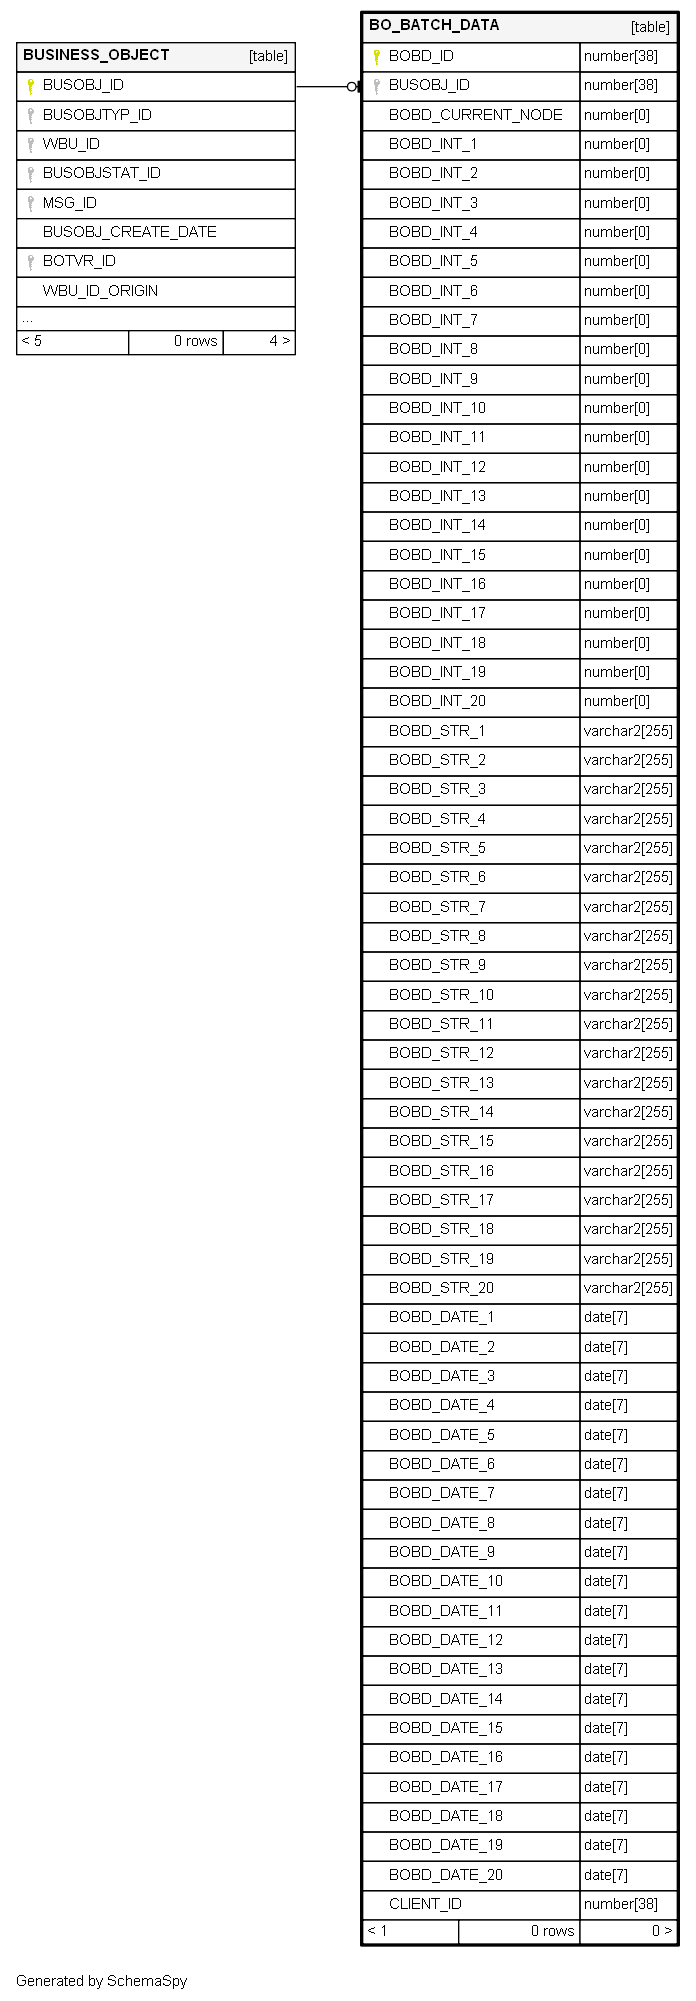 BUSINESS_OBJECT [table]
BUSOBJ_ID
BUSOBJTYP_ID
WBU_ID
BUSOBJSTAT_ID
MSG_ID
BUSOBJ_CREATE_DATE
BOTVR_ID
WBU_ID_ORIGIN
...
< 5 0 rows 4 >
BO_BATCH_DATA [table]
BOBD_ID number[38]
BUSOBJ_ID number[38]
BOBD_CURRENT_NODE number[0]
BOBD_INT_1 number[0]
BOBD_INT_2 number[0]
BOBD_INT_3 number[0]
BOBD_INT_4 number[0]
BOBD_INT_5 number[0]
BOBD_INT_6 number[0]
BOBD_INT_7 number[0]
BOBD_INT_8 number[0]
BOBD_INT_9 number[0]
BOBD_INT_10 number[0]
BOBD_INT_11 number[0]
BOBD_INT_12 number[0]
BOBD_INT_13 number[0]
BOBD_INT_14 number[0]
BOBD_INT_15 number[0]
BOBD_INT_16 number[0]
BOBD_INT_17 number[0]
BOBD_INT_18 number[0]
BOBD_INT_19 number[0]
BOBD_INT_20 number[0]
BOBD_STR_1 varchar2[255]
BOBD_STR_2 varchar2[255]
BOBD_STR_3 varchar2[255]
BOBD_STR_4 varchar2[255]
BOBD_STR_5 varchar2[255]
BOBD_STR_6 varchar2[255]
BOBD_STR_7 varchar2[255]
BOBD_STR_8 varchar2[255]
BOBD_STR_9 varchar2[255]
BOBD_STR_10 varchar2[255]
BOBD_STR_11 varchar2[255]
BOBD_STR_12 varchar2[255]
BOBD_STR_13 varchar2[255]
BOBD_STR_14 varchar2[255]
BOBD_STR_15 varchar2[255]
BOBD_STR_16 varchar2[255]
BOBD_STR_17 varchar2[255]
BOBD_STR_18 varchar2[255]
BOBD_STR_19 varchar2[255]
BOBD_STR_20 varchar2[255]
BOBD_DATE_1 date[7]
BOBD_DATE_2 date[7]
BOBD_DATE_3 date[7]
BOBD_DATE_4 date[7]
BOBD_DATE_5 date[7]
BOBD_DATE_6 date[7]
BOBD_DATE_7 date[7]
BOBD_DATE_8 date[7]
BOBD_DATE_9 date[7]
BOBD_DATE_10 date[7]
BOBD_DATE_11 date[7]
BOBD_DATE_12 date[7]
BOBD_DATE_13 date[7]
BOBD_DATE_14 date[7]
BOBD_DATE_15 date[7]
BOBD_DATE_16 date[7]
BOBD_DATE_17 date[7]
BOBD_DATE_18 date[7]
BOBD_DATE_19 date[7]
BOBD_DATE_20 date[7]
CLIENT_ID number[38]
< 1 0 rows 0 >
Generated by SchemaSpy